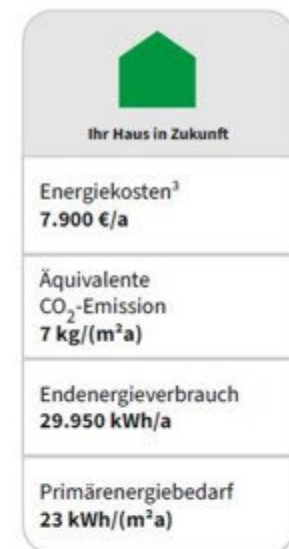 Ihr Haus in Zukunft
Energiekosten³
7.900 €/a
Äquivalente
CO₂-Emission
7 kg/(m²a)
Endenergieverbrauch
29.950 kWh/a
Primärenergiebedarf
23 kWh/(m²a)